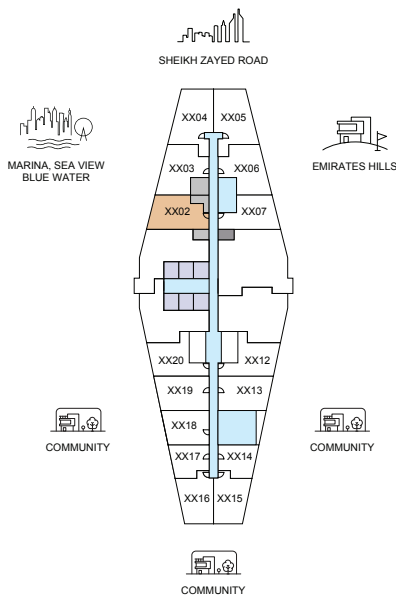 SHEIKH ZAYED ROAD
XX04 XX05
MARINA, SEA VIEW
BLUE WATER
XX03 XX06
EMIRATES HILLS
XX02 XX07
XX20 XX12
XX19 XX13
XX18
COMMUNITY
COMMUNITY
XX17 XX14
XX16 XX15
COMMUNITY